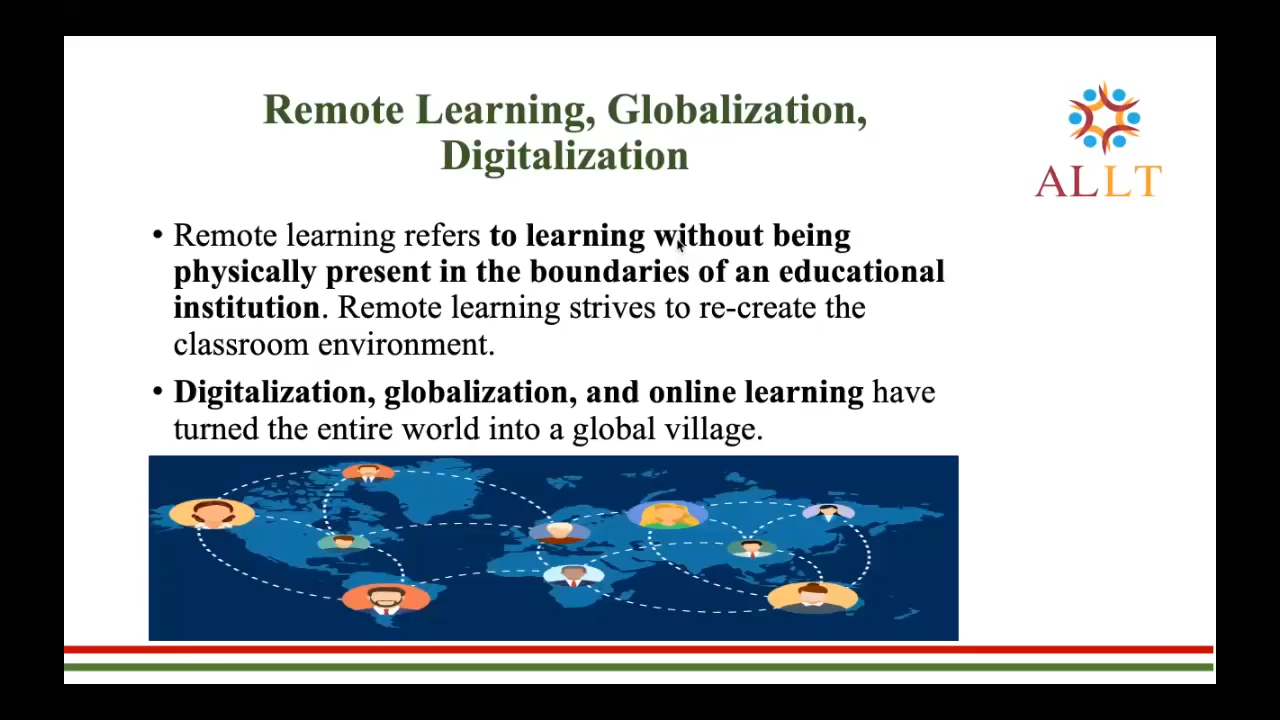 Remote Learning, Globalization,
Digitalization
ALLT
• Remote learning refers to learning without being
physically present in the boundaries of an educational
institution. Remote learning strives to re-create the
classroom environment.
• Digitalization, globalization, and online learning have
turned the entire world into a global village.